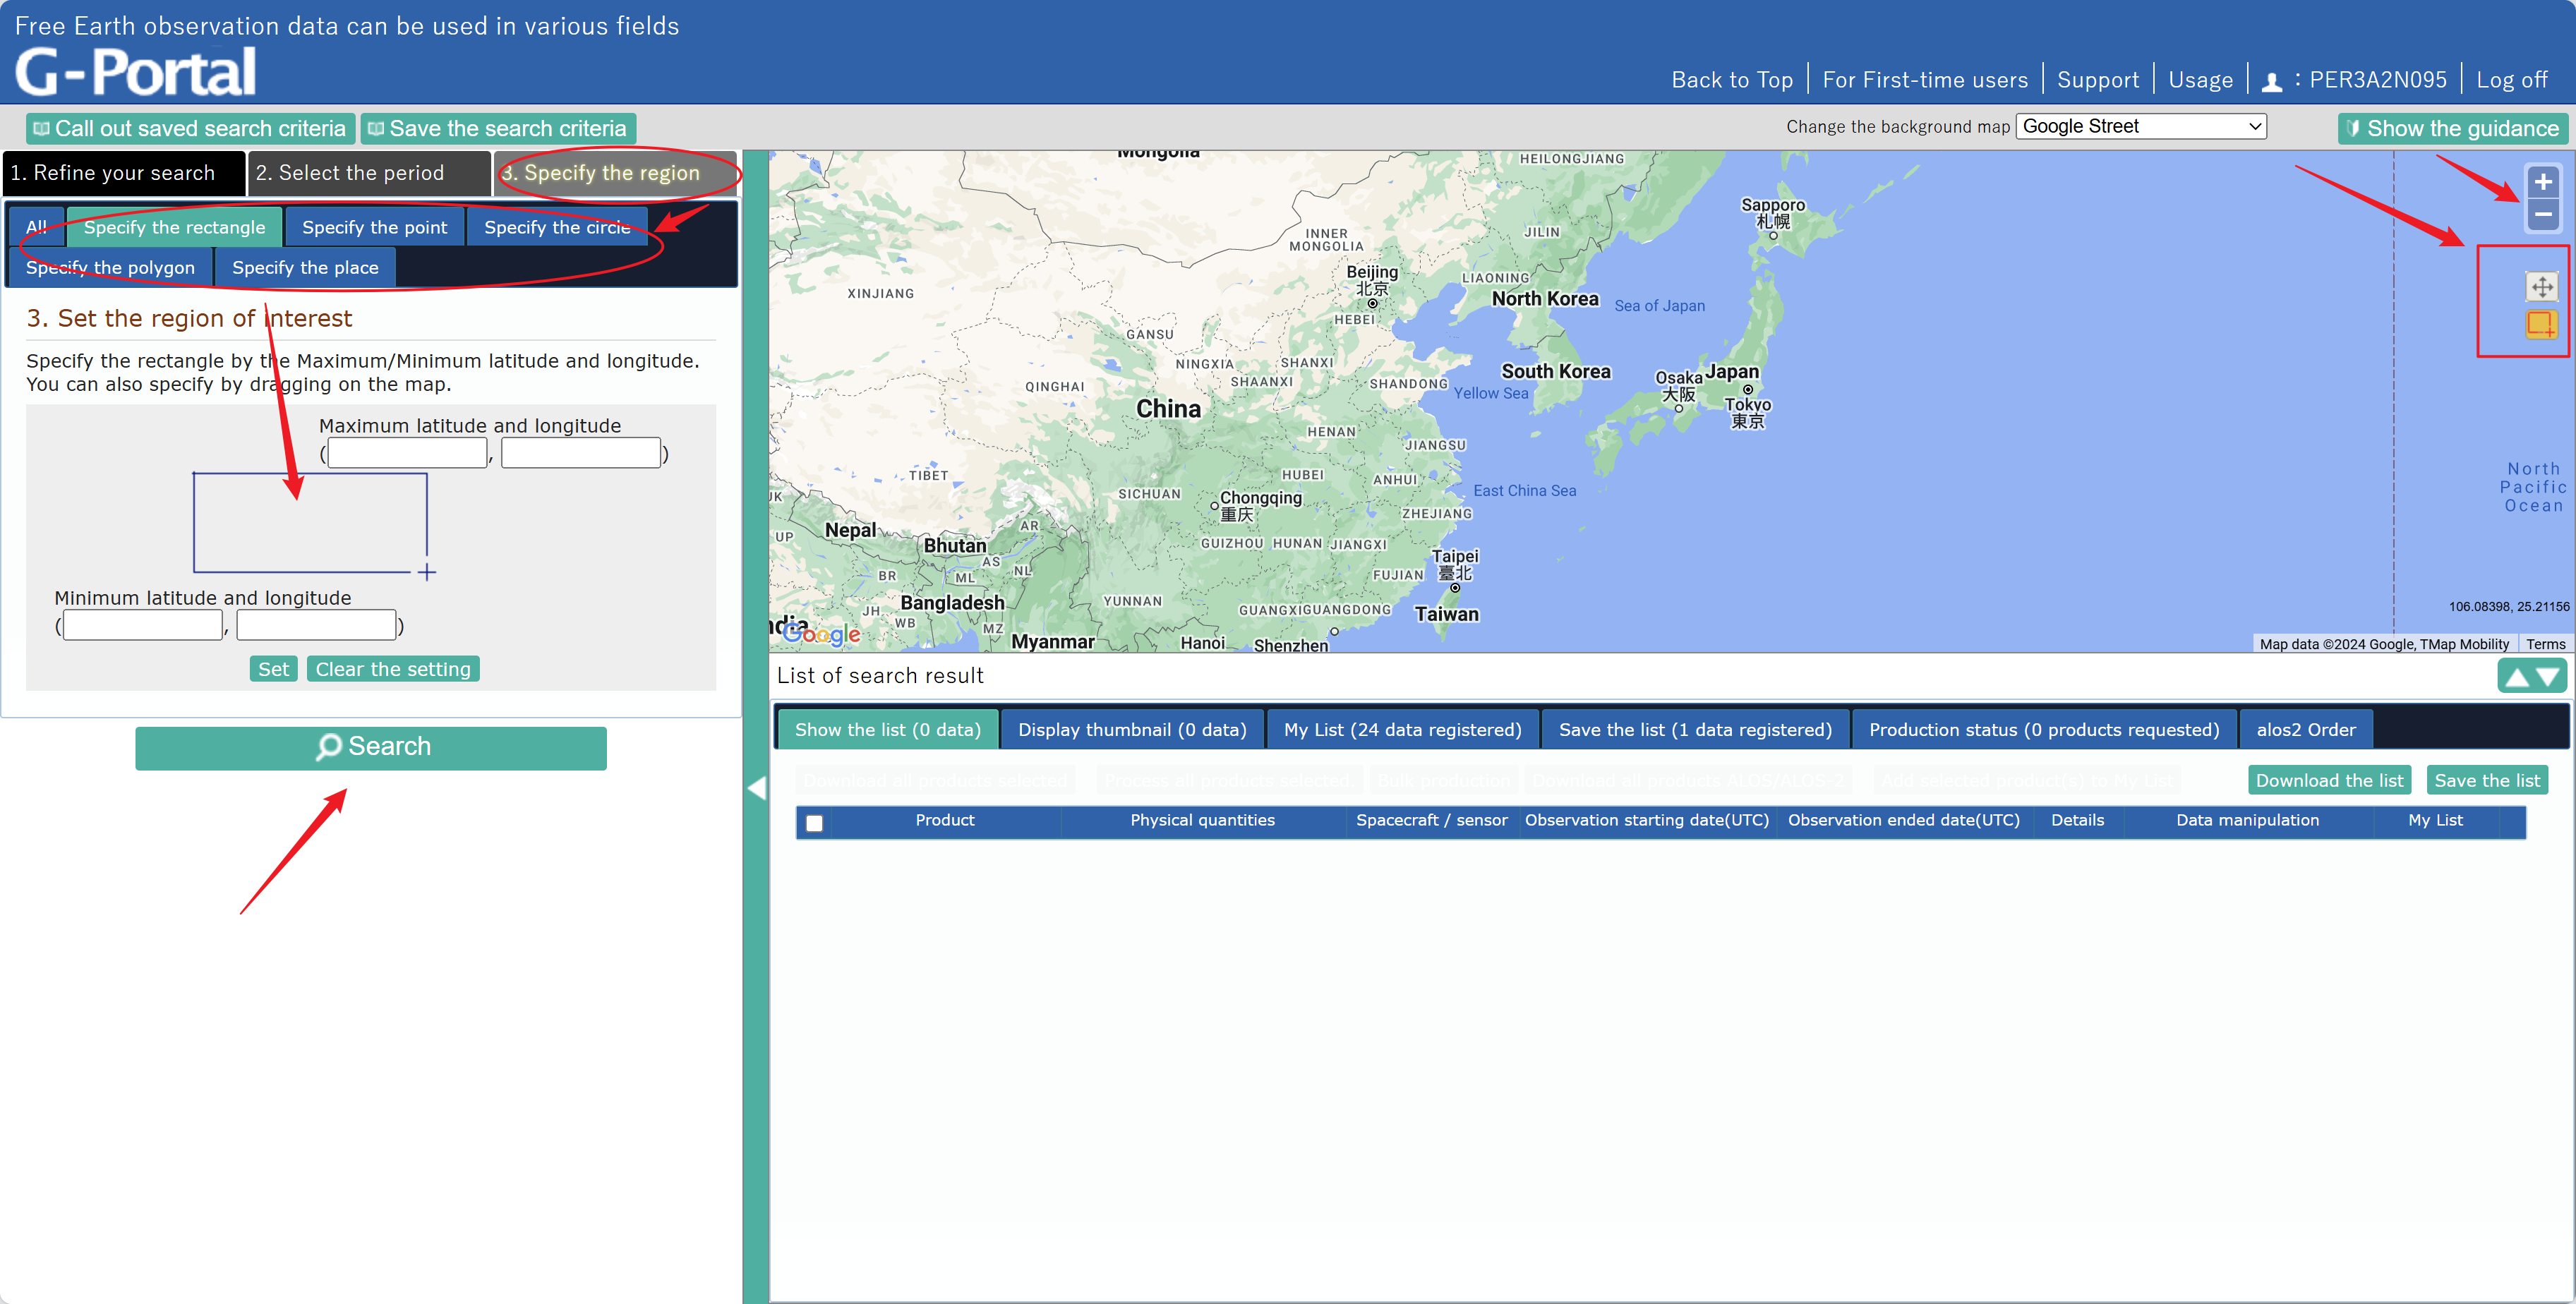 Free Earth observation data can be used in various fields
G-Portal
Back to Top
For First-time users
Support
Usage
: PER3A2N095
Log off
Call out saved search criteria
Save the search criteria
Change the background map
Google Street
Show the guidance
1. Refine your search
2. Select the period
3. Specify the region
All
Specify the rectangle
Specify the point
Specify the circle
Specify the polygon
Specify the place
3. Set the region of interest
Specify the rectangle by the Maximum/Minimum latitude and longitude.
You can also specify by dragging on the map.
Maximum latitude and longitude
( , )
Minimum latitude and longitude
( , )
Set
Clear the setting
Search
Mongolia
HEILONGJIANG
Sapporo
札幌
INNER
MONGOLIA
JILIN
Beijing
北京
LIAONING
XINJIANG
North Korea
Sea of Japan
HEBEI
GANSU
NINGXIA
SHANXI
South Korea
Japan
Osaka
大阪
QINGHAI
SHAANXI
SHANDONG
Yellow Sea
Tokyo
東京
China
HENAN
JIANGSU
North
Pacific
Ocean
TIBET
HUBEI
ANHUI
East China Sea
UK
SICHUAN
Chongqing
重庆
ZHEJIANG
Nepal
AR
UP
Bhutan
GUIZHOU
HUNAN
JIANGXI
Taipei
臺北
AS
NL
BR
ML
FUJIAN
Bangladesh
YUNNAN
JH
GUANGXI
GUANGDONG
Taiwan
106.08398, 25.21156
WB
MZ
ndia
Google
Myanmar
Hanoi
Shenzhen
Map data ©2024 Google, TMap Mobility
Terms
List of search result
Show the list (0 data)
Display thumbnail (0 data)
My List (24 data registered)
Save the list (1 data registered)
Production status (0 products requested)
alos2 Order
Download all products selected
Process all products selected.
Bulk production
Download all products ALOS/ALOS-2
Add selected product(s) to My List
Download the list
Save the list
Product
Physical quantities
Spacecraft / sensor
Observation starting date(UTC)
Observation ended date(UTC)
Details
Data manipulation
My List